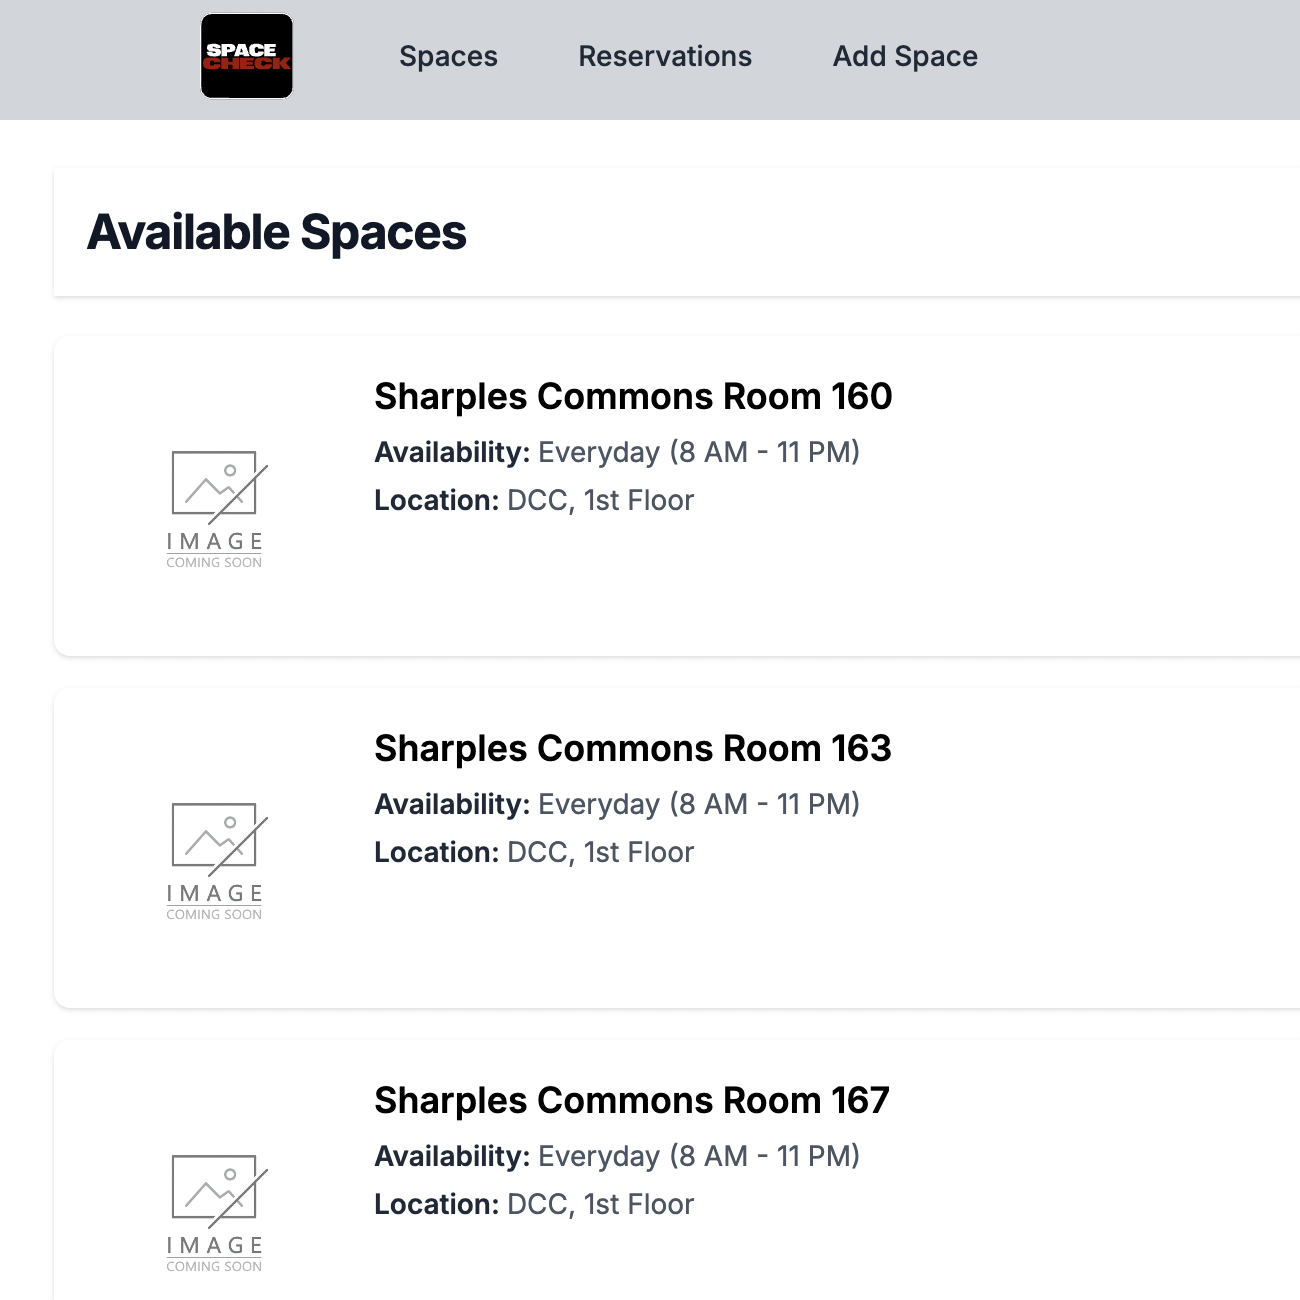 SPACE
CHECK
Spaces Reservations Add Space
Available Spaces
Sharples Commons Room 160
Availability: Everyday (8 AM - 11 PM)
Location: DCC, 1st Floor
IMAGE
COMING SOON
Sharples Commons Room 163
Availability: Everyday (8 AM - 11 PM)
Location: DCC, 1st Floor
IMAGE
COMING SOON
Sharples Commons Room 167
Availability: Everyday (8 AM - 11 PM)
Location: DCC, 1st Floor
IMAGE
COMING SOON